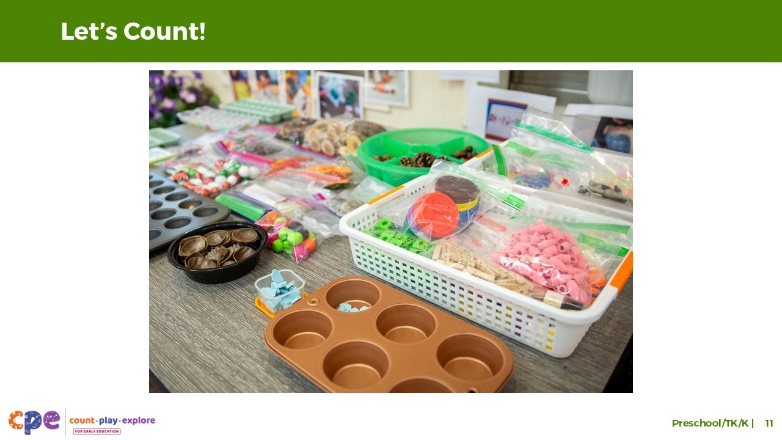 Let's Count!
cpe
count·play·explore
FOR EARLY EDUCATION
Preschool/TK/K | 11